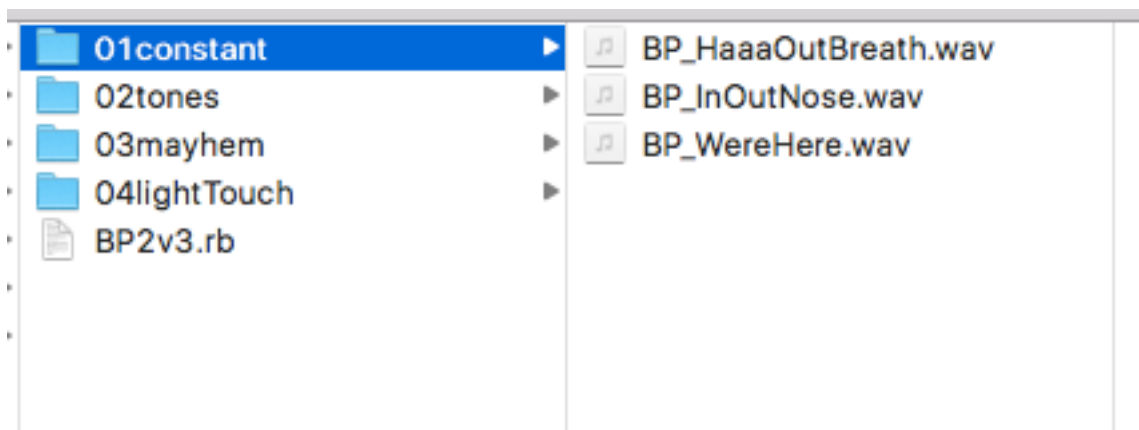 01constant
02tones
03mayhem
04lightTouch
BP2v3.rb
BP_HaaaOutBreath.wav
BP_InOutNose.wav
BP_WereHere.wav